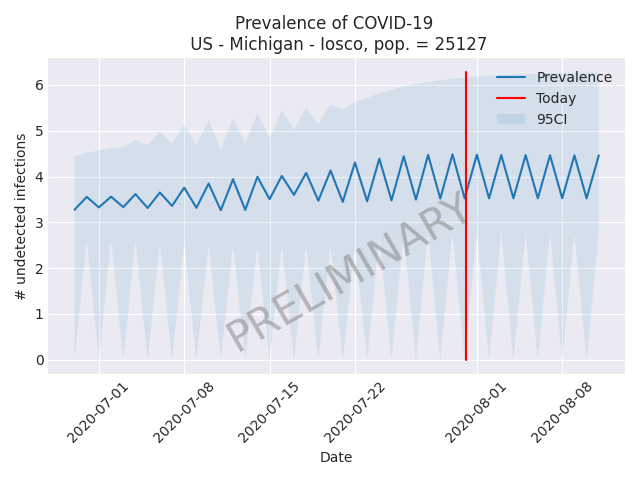 Prevalence of COVID-19
US - Michigan - Iosco, pop. = 25127
# undetected infections
6
5
4
3
2
1
0
Prevalence
Today
95CI
PRELIMINARY
2020-07-01
2020-07-08
2020-07-15
2020-07-22
2020-08-01
2020-08-08
Date